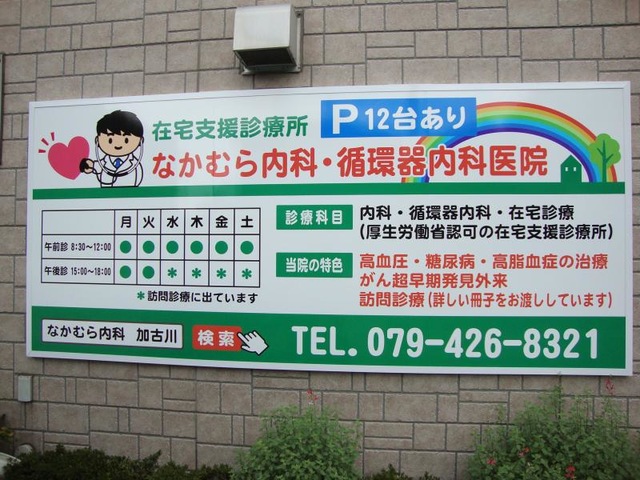 在宅支援診療所 P 12台あり
なかむら内科・循環器内科医院
月 火 水 木 金 土
午前診 8:30~12:00 ● ● ● ● ● ●
午後診 15:00~18:00 ● ● * * * *
*訪問診療に出ています
診療科目 内科・循環器内科・在宅診療
(厚生労働省認可の在宅支援診療所)
当院の特色 高血圧・糖尿病・高脂血症の治療
がん超早期発見外来
訪問診療(詳しい冊子をお渡ししています)
なかむら内科 加古川 検索
TEL. 079-426-8321